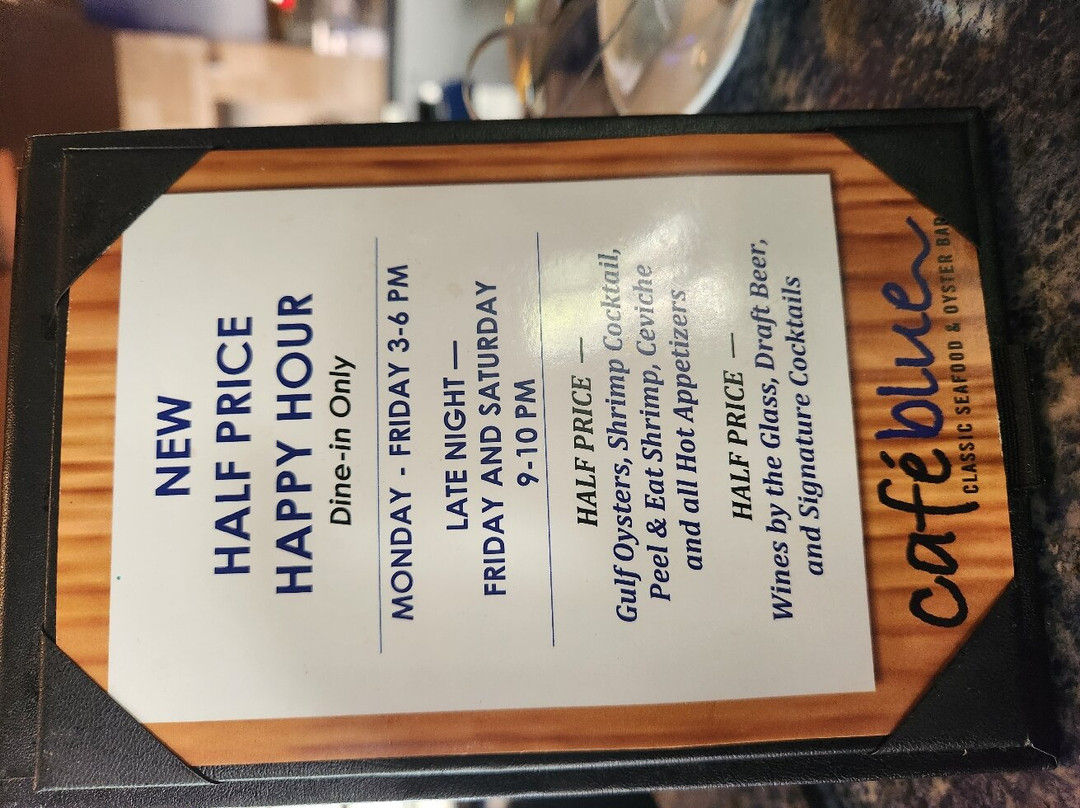 NEW
HALF PRICE
HAPPY HOUR
Dine-in Only
MONDAY - FRIDAY 3-6 PM
LATE NIGHT —
FRIDAY AND SATURDAY
9-10 PM
HALF PRICE —
Gulf Oysters, Shrimp Cocktail,
Peel & Eat Shrimp, Ceviche
and all Hot Appetizers
HALF PRICE —
Wines by the Glass, Draft Beer,
and Signature Cocktails
café blue
CLASSIC SEAFOOD & OYSTER BAR